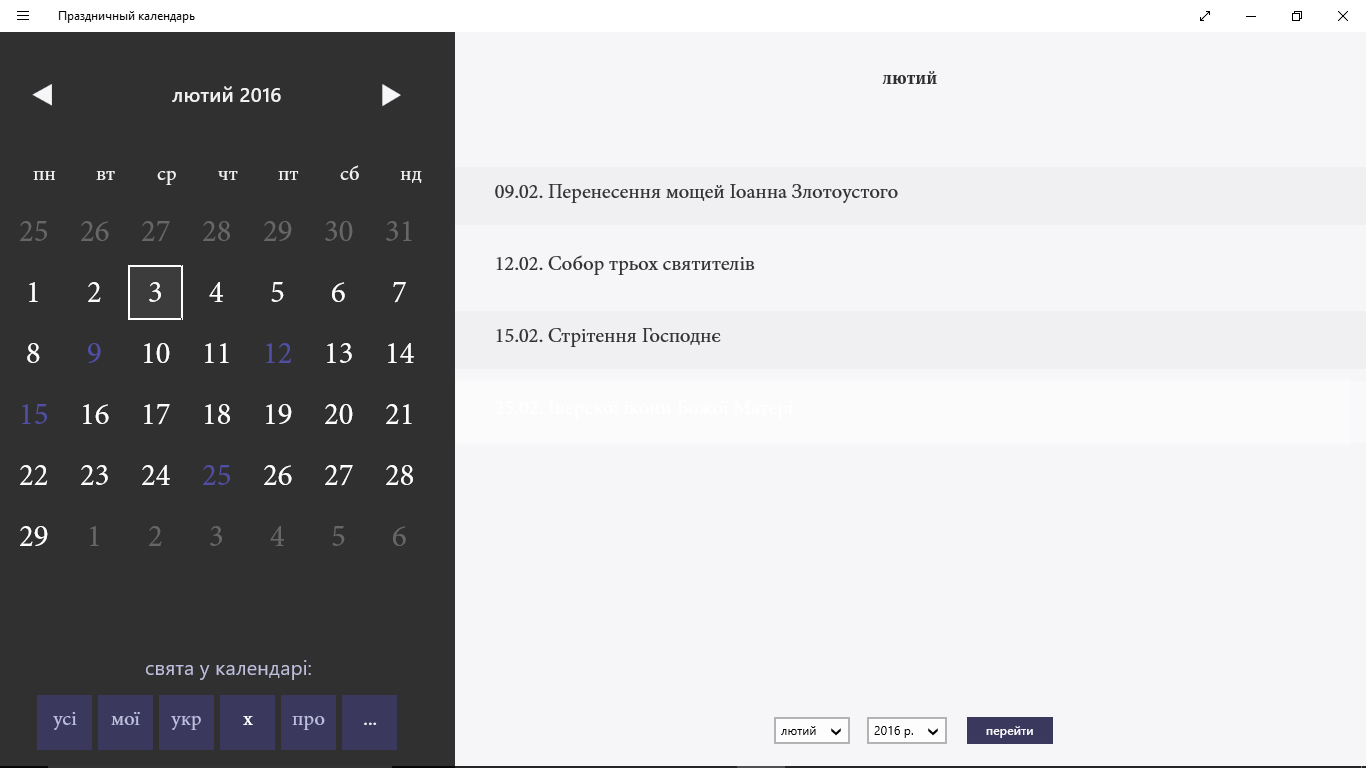 Праздничный календарь
лютий 2016
пн вт ср чт пт сб нд
25 26 27 28 29 30 31
1 2 3 4 5 6 7
8 9 10 11 12 13 14
15 16 17 18 19 20 21
22 23 24 25 26 27 28
29 1 2 3 4 5 6
свята у календарі:
усі мої укр х про ...
лютий
09.02. Перенесення мощей Іоанна Злотоустого
12.02. Собор трьох святителів
15.02. Стрітення Господнє
25.02. Іверської ікони Божої Матері
лютий 2016 р. перейти